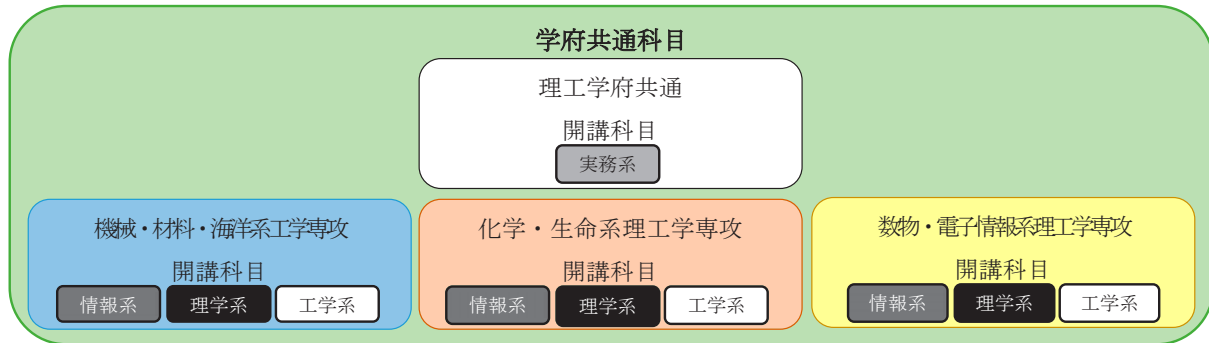 学府共通科目
理工学府共通
開講科目
実務系
機械・材料・海洋系工学専攻
開講科目
情報系 理学系 工学系
化学・生命系理工学専攻
開講科目
情報系 理学系 工学系
数物・電子情報系理工学専攻
開講科目
情報系 理学系 工学系